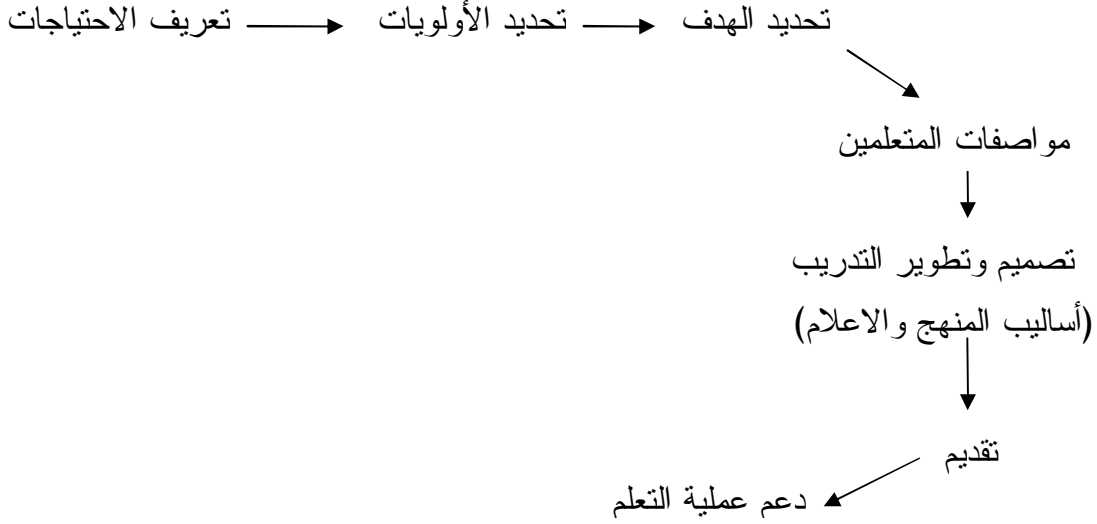 تعريف الاحتياجات تحديد الأولويات تحديد الهدف
مواصفات المتعلمين
تصميم وتطوير التدريب
(أساليب المنهج والاعلام)
تقديم
دعم عملية التعلم